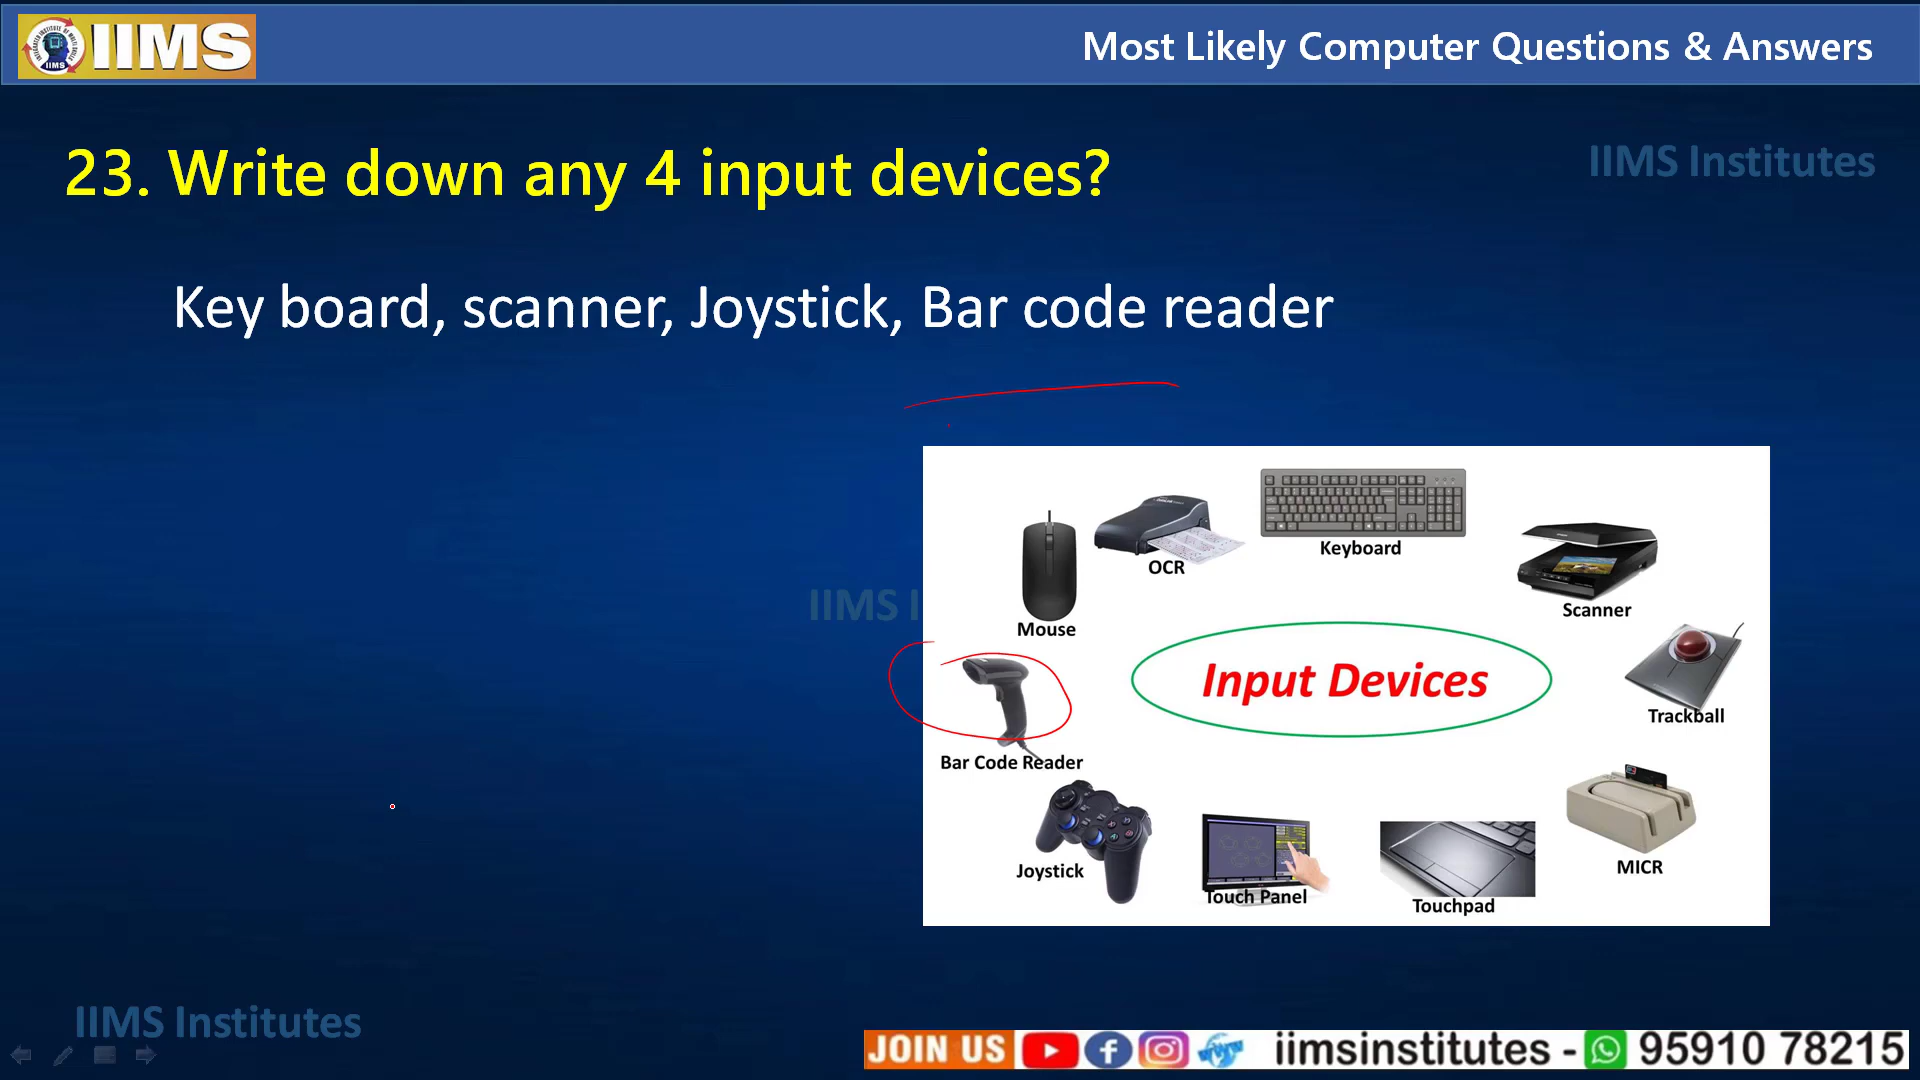 IIMS
Most Likely Computer Questions & Answers
IIMS Institutes
23. Write down any 4 input devices?
Key board, scanner, Joystick, Bar code reader
Keyboard
OCR
Scanner
Mouse
IIMS I
Input Devices
Trackball
Bar Code Reader
Joystick
Touch Panel
Touchpad
MICR
IIMS Institutes
JOIN US iimsinstitutes - 95910 78215